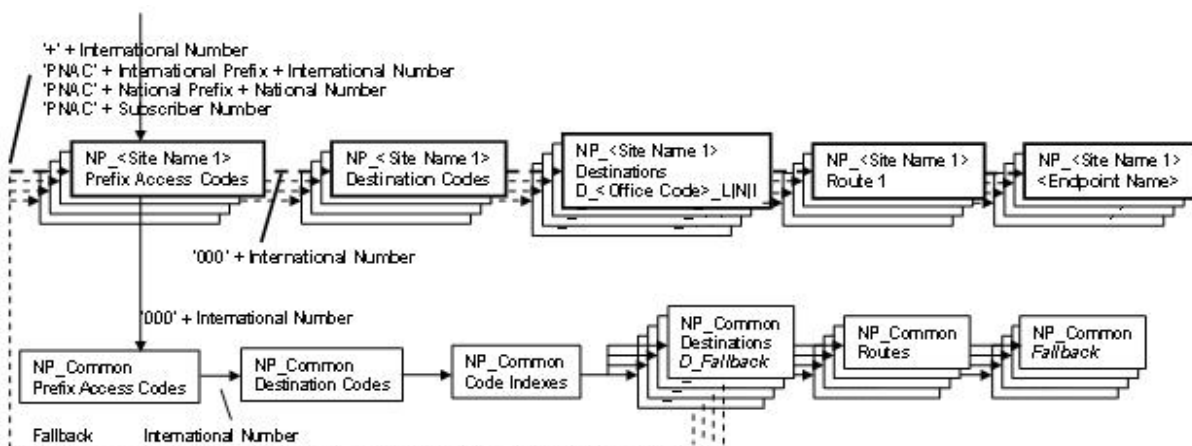 '+' + International Number
'PNAC' + International Prefix + International Number
'PNAC' + National Prefix + National Number
'PNAC' + Subscriber Number
NP_<Site Name 1>
Prefix Access Codes
NP_<Site Name 1>
Destination Codes
NP_<Site Name 1>
Destinations
D_<Office Code>_L|N|I
NP_<Site Name 1>
Route 1
NP_<Site Name 1>
<Endpoint Name>
'000' + International Number
'000' + International Number
NP_Common
Prefix Access Codes
NP_Common
Destination Codes
NP_Common
Code Indexes
NP_Common
Destinations
D_Fallback
NP_Common
Routes
NP_Common
Fallback
Fallback
International Number